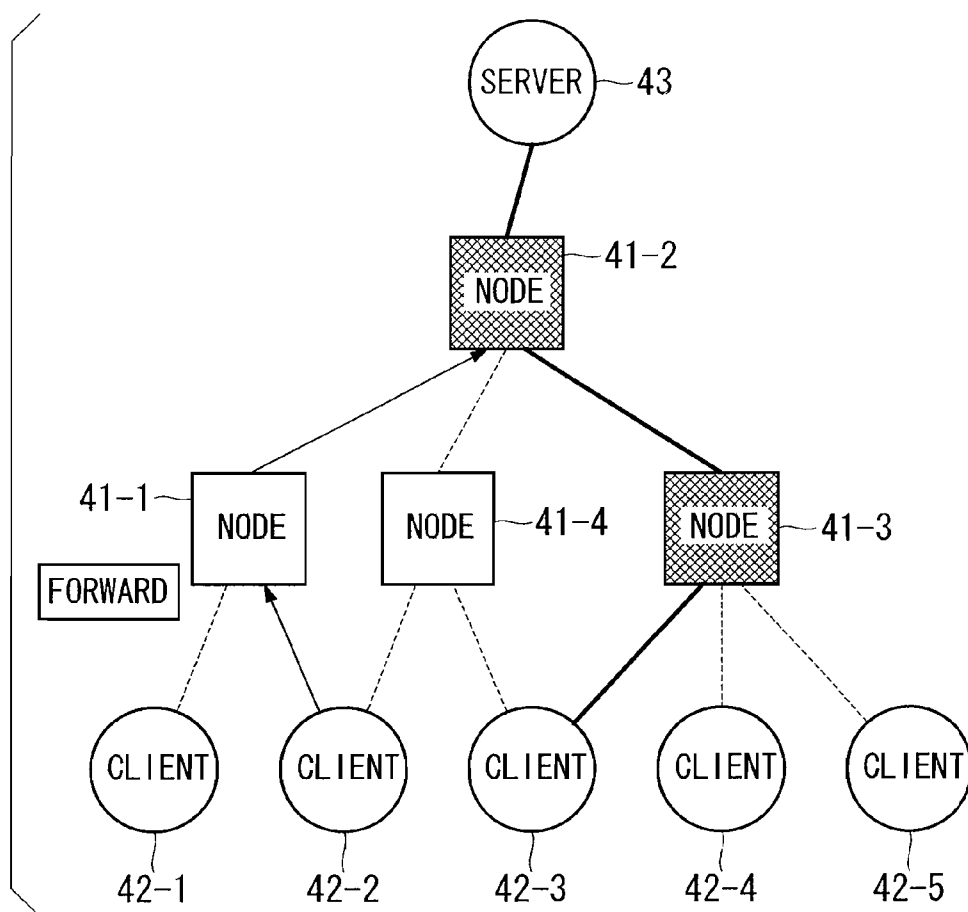 SERVER
43
41-2
NODE
41-1
NODE
NODE
41-4
NODE
41-3
FORWARD
CLIENT
CLIENT
CLIENT
CLIENT
CLIENT
42-1
42-2
42-3
42-4
42-5